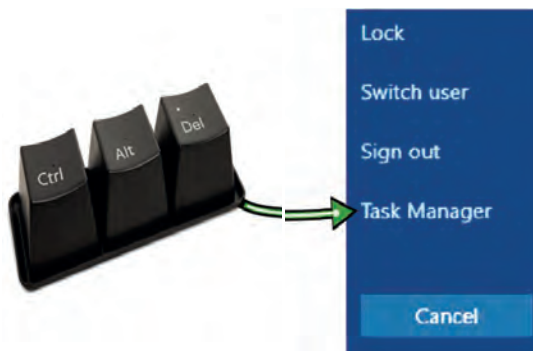 Ctrl
Alt
Del
Lock
Switch user
Sign out
Task Manager
Cancel